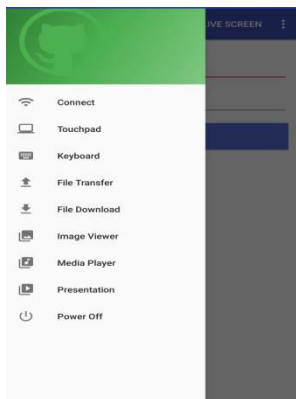 IVE SCREEN
Connect
Touchpad
Keyboard
File Transfer
File Download
Image Viewer
Media Player
Presentation
Power Off